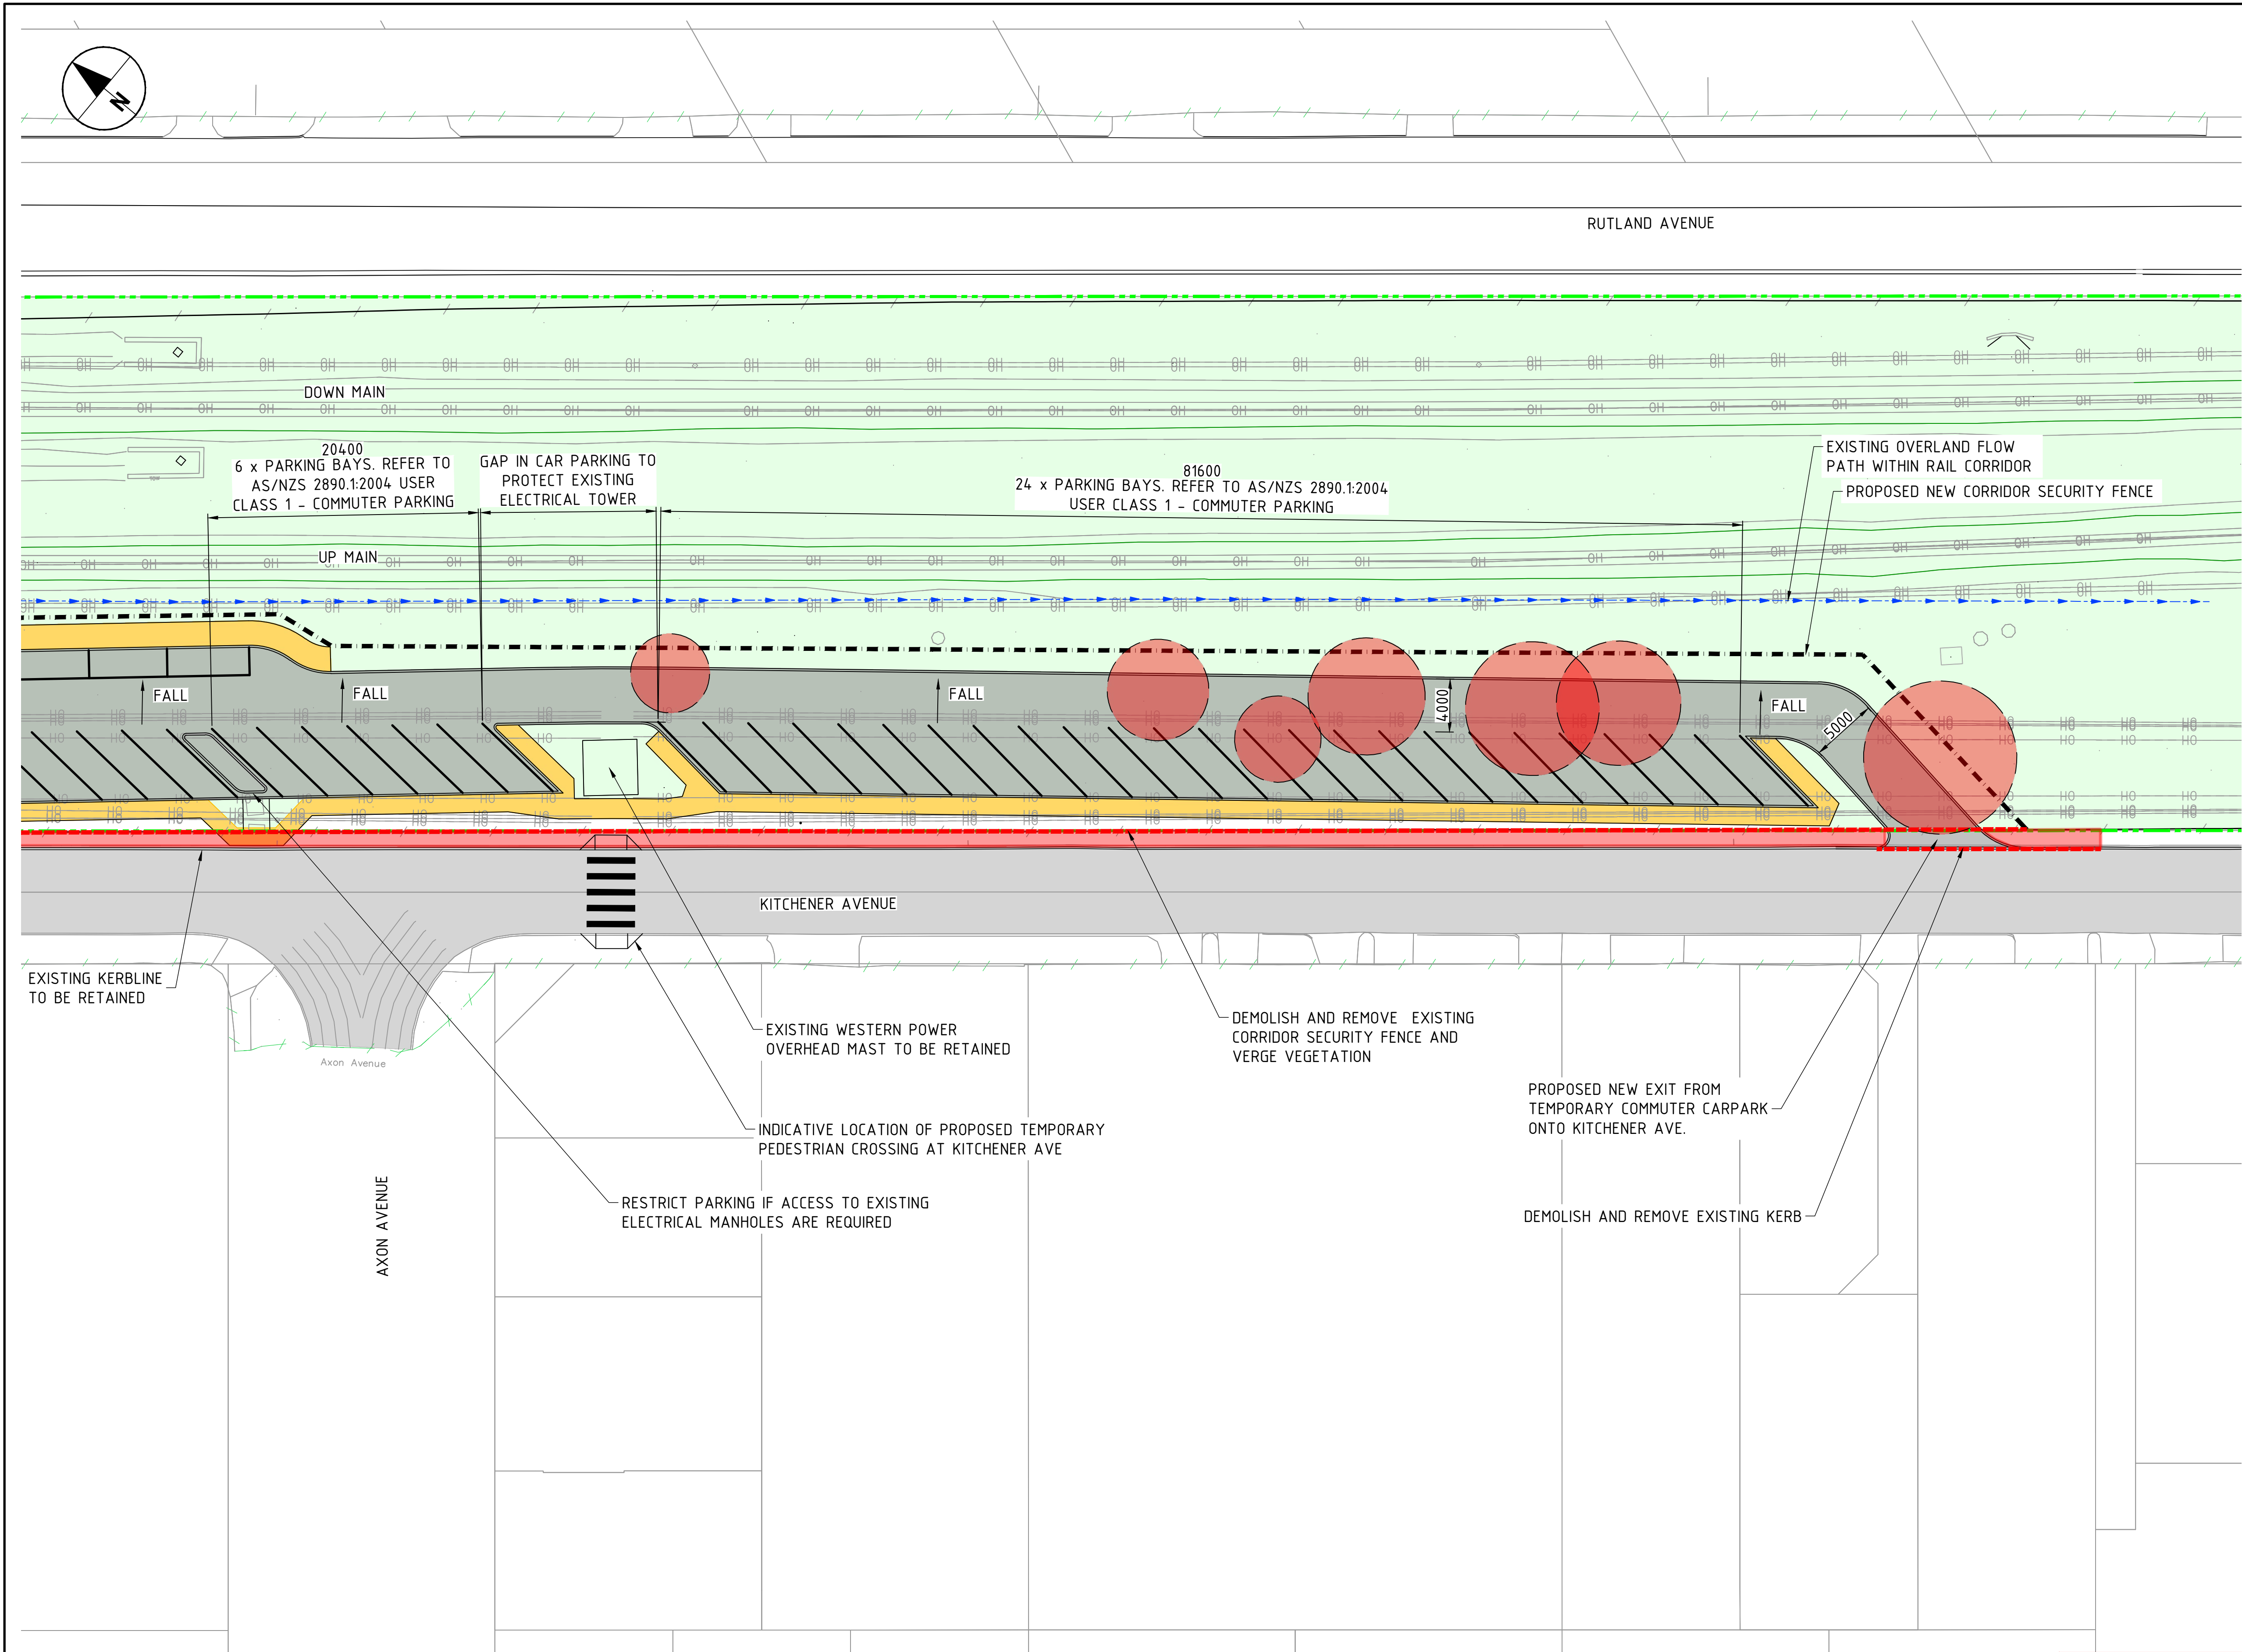 N
RUTLAND AVENUE
DOWN MAIN
20400
6 x PARKING BAYS. REFER TO
AS/NZS 2890.1:2004 USER
CLASS 1 - COMMUTER PARKING
GAP IN CAR PARKING TO
PROTECT EXISTING
ELECTRICAL TOWER
81600
24 x PARKING BAYS. REFER TO AS/NZS 2890.1:2004
USER CLASS 1 - COMMUTER PARKING
EXISTING OVERLAND FLOW
PATH WITHIN RAIL CORRIDOR
PROPOSED NEW CORRIDOR SECURITY FENCE
UP MAIN
FALL
FALL
FALL
4000
FALL
5000
KITCHENER AVENUE
EXISTING KERBLINE
TO BE RETAINED
Axon Avenue
EXISTING WESTERN POWER
OVERHEAD MAST TO BE RETAINED
DEMOLISH AND REMOVE EXISTING
CORRIDOR SECURITY FENCE AND
VERGE VEGETATION
PROPOSED NEW EXIT FROM
TEMPORARY COMMUTER CARPARK
ONTO KITCHENER AVE.
INDICATIVE LOCATION OF PROPOSED TEMPORARY
PEDESTRIAN CROSSING AT KITCHENER AVE
RESTRICT PARKING IF ACCESS TO EXISTING
ELECTRICAL MANHOLES ARE REQUIRED
DEMOLISH AND REMOVE EXISTING KERB
AXON AVENUE